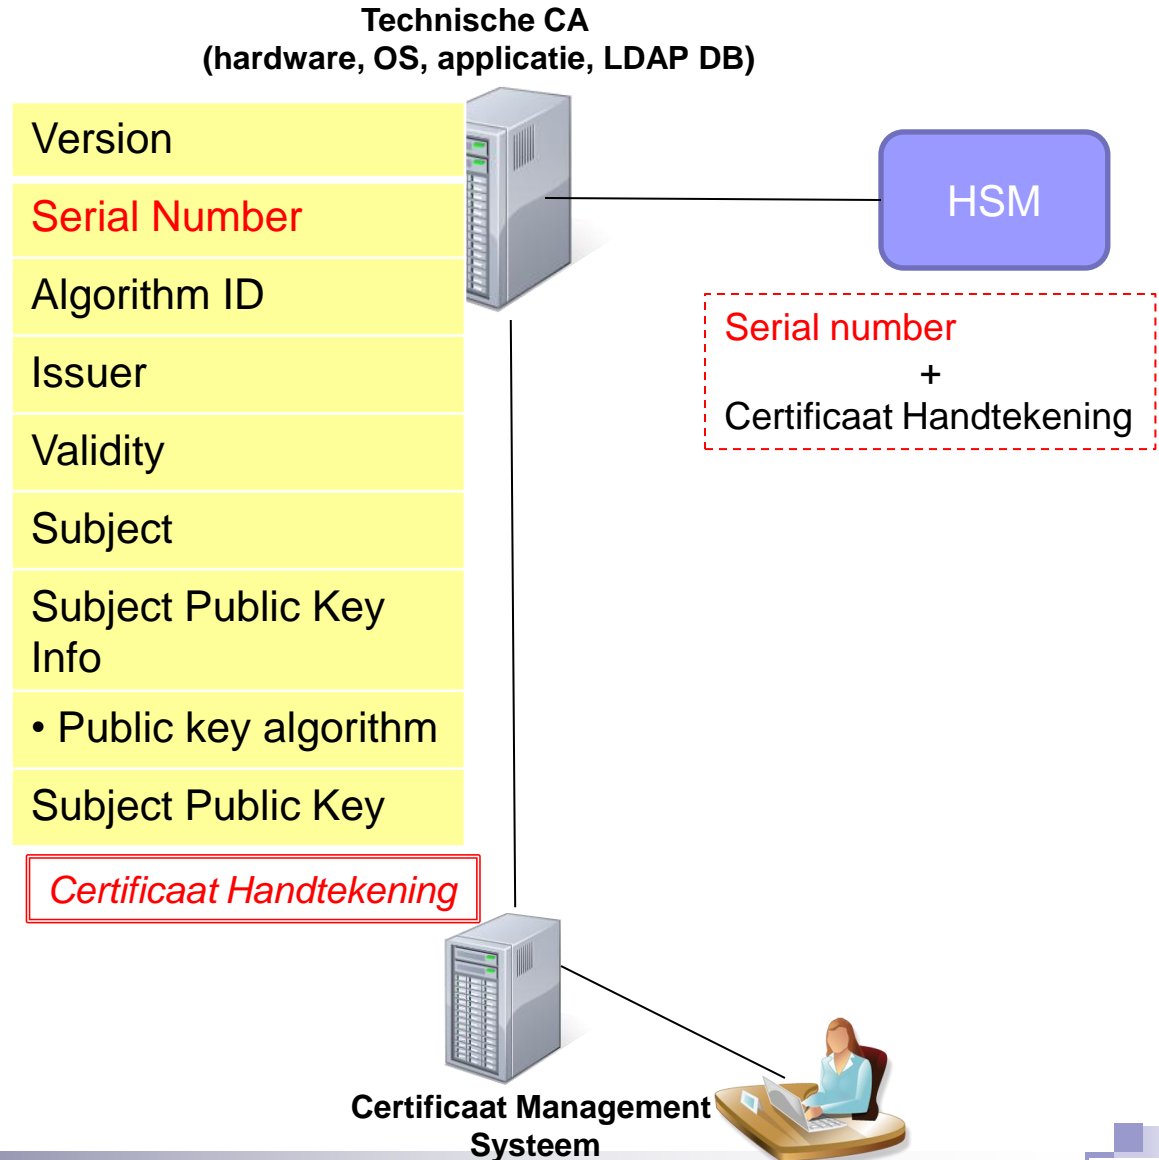 Technische CA
(hardware, OS, applicatie, LDAP DB)
Version
Serial Number
Algorithm ID
Issuer
Validity
Subject
Subject Public Key
Info
• Public key algorithm
Subject Public Key
Certificaat Handtekening
HSM
Serial number
+
Certificaat Handtekening
Certificaat Management
Systeem